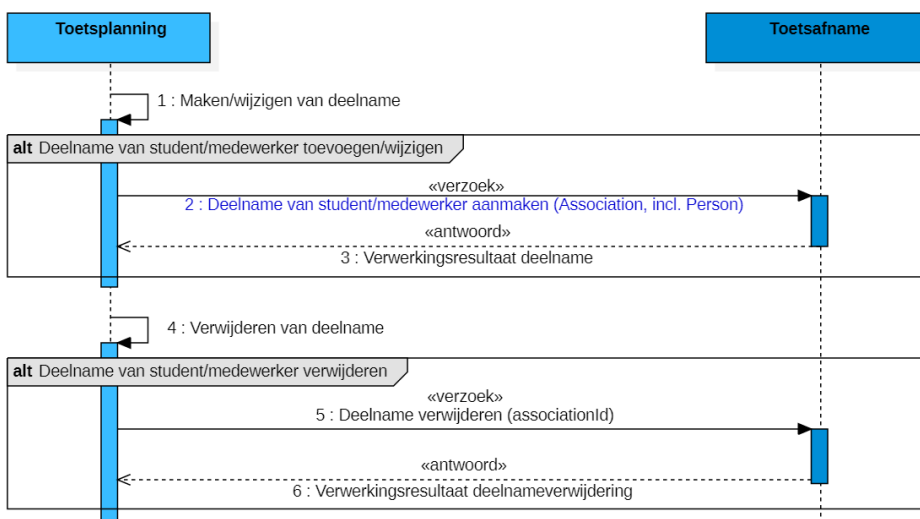 Toetsplanning
Toetsafname
1 : Maken/wijzigen van deelname
alt Deelname van student/medewerker toevoegen/wijzigen
«verzoek»
2 : Deelname van student/medewerker aanmaken (Association, incl. Person)
«antwoord»
3 : Verwerkingsresultaat deelname
4 : Verwijderen van deelname
alt Deelname van student/medewerker verwijderen
«verzoek»
5 : Deelname verwijderen (associationId)
«antwoord»
6 : Verwerkingsresultaat deelnameverwijdering